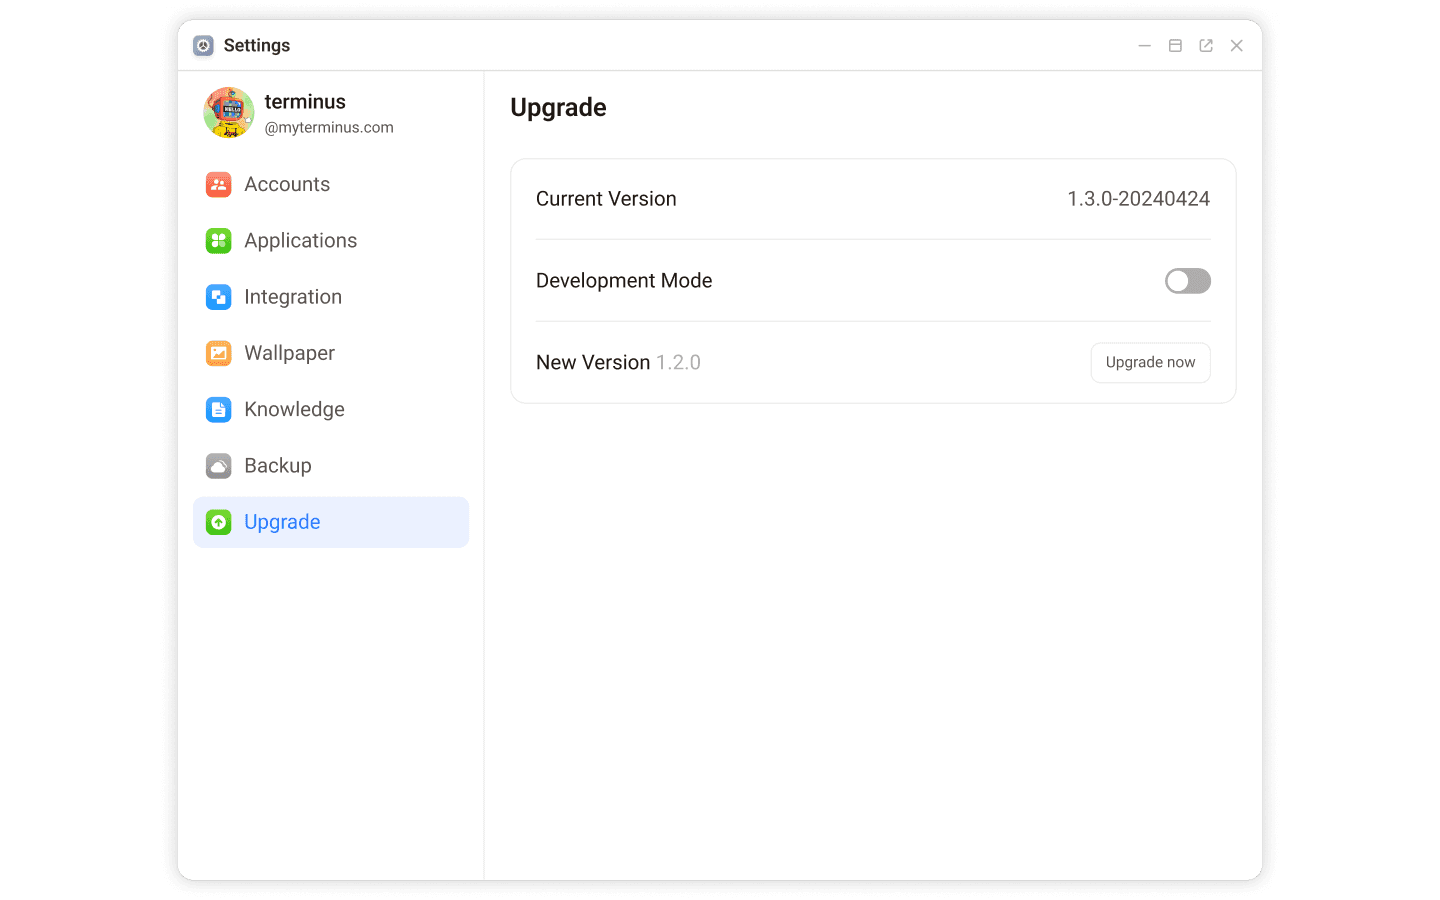 Settings
terminus
@myterminus.com
Accounts
Applications
Integration
Wallpaper
Knowledge
Backup
Upgrade
Upgrade
Current Version 1.3.0-20240424
Development Mode
New Version 1.2.0 Upgrade now
HELLO